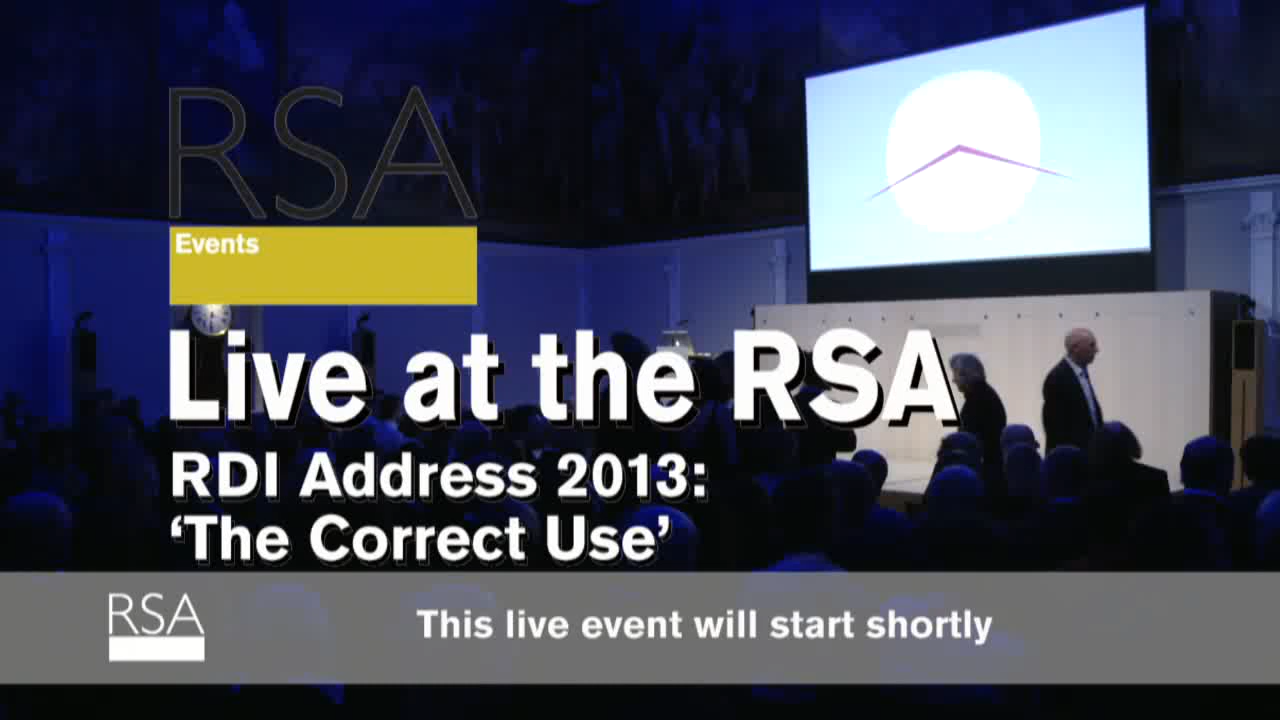 RSA
Events
Live at the RSA
RDI Address 2013:
‘The Correct Use’
RSA
This live event will start shortly